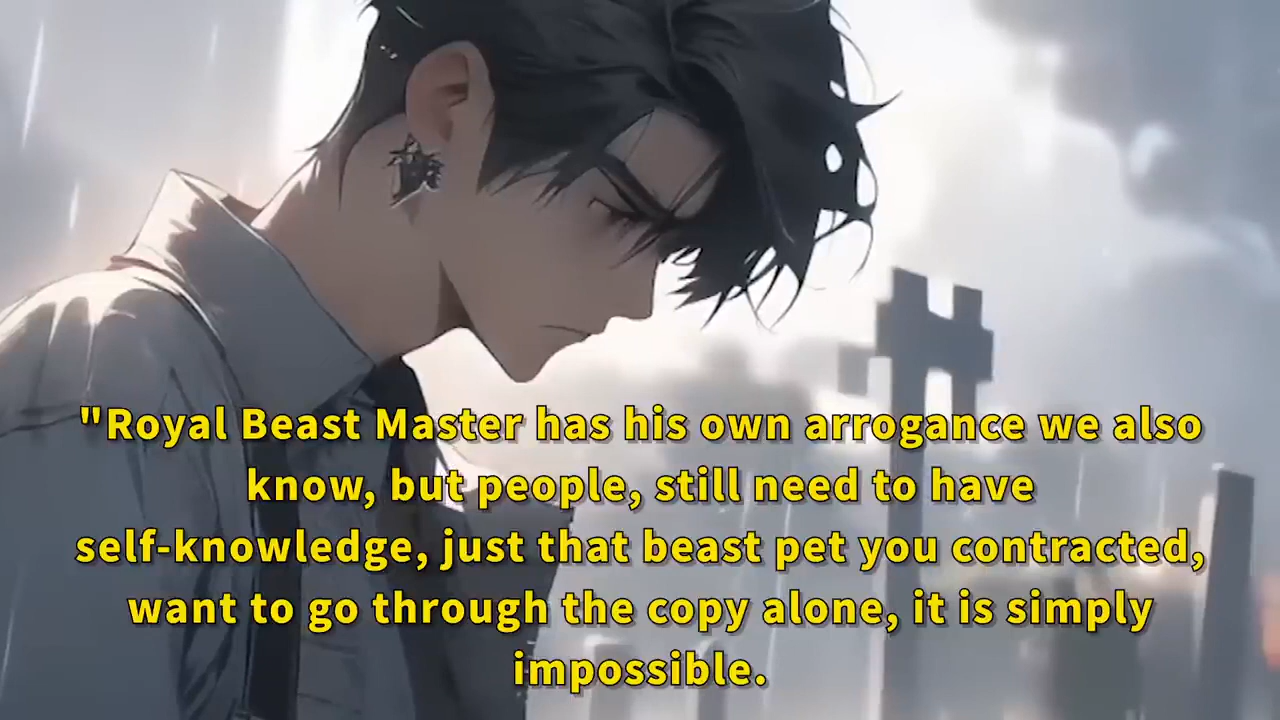 "Royal Beast Master has his own arrogance we also
know, but people, still need to have
self-knowledge, just that beast pet you contracted,
want to go through the copy alone, it is simply
impossible.